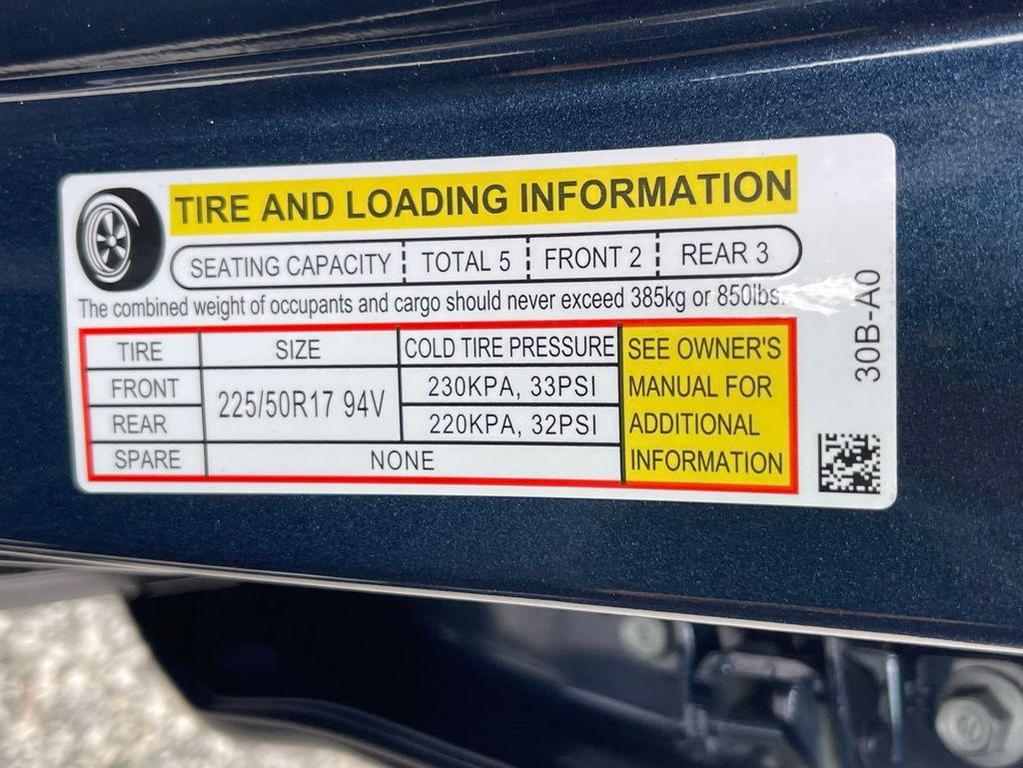 TIRE AND LOADING INFORMATION
SEATING CAPACITY TOTAL 5 FRONT 2 REAR 3
The combined weight of occupants and cargo should never exceed 385kg or 850lbs.
TIRE SIZE COLD TIRE PRESSURE
FRONT 225/50R17 94V 230KPA, 33PSI
REAR 220KPA, 32PSI
SPARE NONE
SEE OWNER'S
MANUAL FOR
ADDITIONAL
INFORMATION
30B-A0